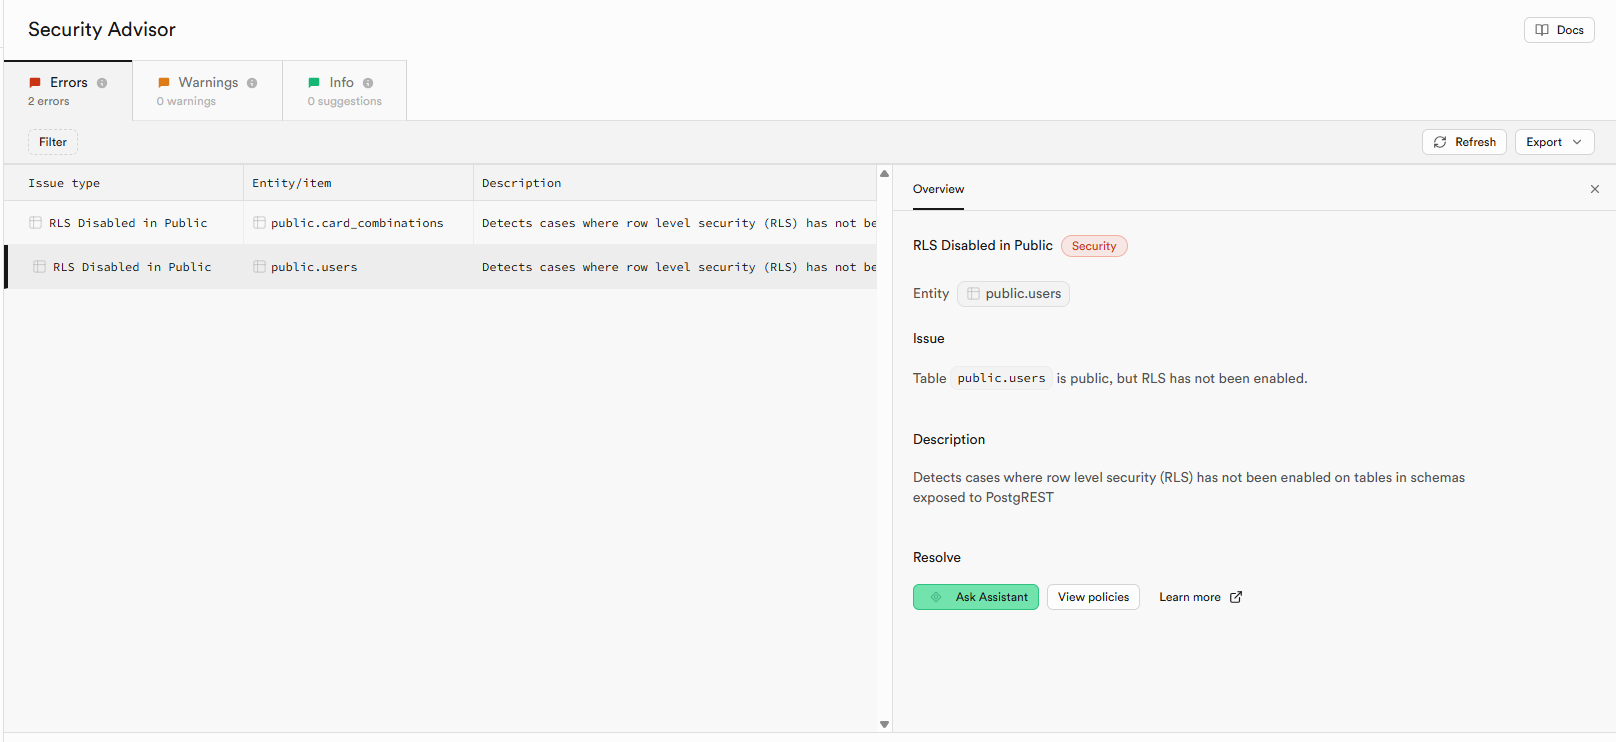 Security Advisor
Docs
Errors
2 errors
Warnings
0 warnings
Info
0 suggestions
Filter
Refresh
Export
Issue type
Entity/item
Description
RLS Disabled in Public
public.card_combinations
Detects cases where row level security (RLS) has not be
RLS Disabled in Public
public.users
Detects cases where row level security (RLS) has not be
Overview
RLS Disabled in Public Security
Entity public.users
Issue
Table public.users is public, but RLS has not been enabled.
Description
Detects cases where row level security (RLS) has not been enabled on tables in schemas
exposed to PostgREST
Resolve
Ask Assistant
View policies
Learn more